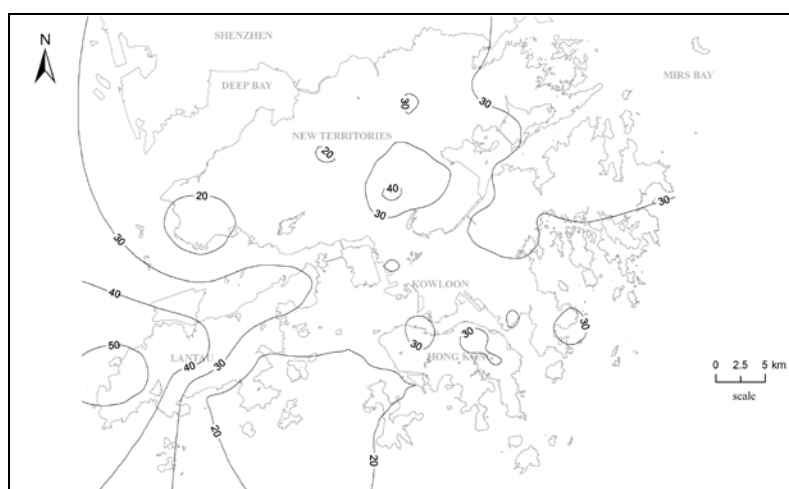 N
SHENZHEN
MIRS BAY
DEEP BAY
30
30
NEW TERRITORIES
20
40
20
30
30
30
40
KOWLOON
50
30
30
30
LANTAU
HONG KONG
40
30
0 2.5 5 km
scale
20
20